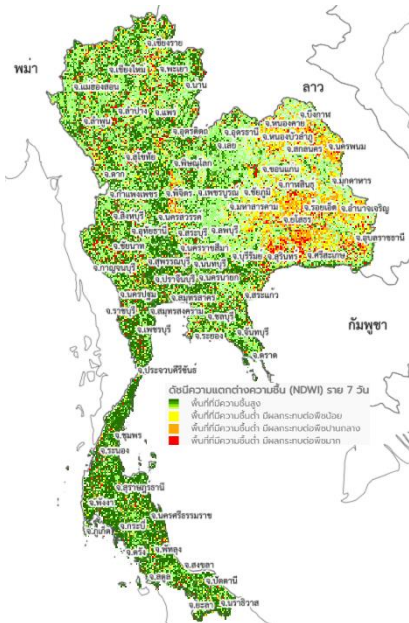 พม่า
ลาว
กัมพูชา
จ.เชียงราย
จ.เชียงใหม่
จ.พะเยา
จ.แม่ฮ่องสอน
จ.น่าน
จ.ลำปาง
จ.แพร่
จ.ลำพูน
จ.อุตรดิตถ์
จ.สุโขทัย
จ.พิษณุโลก
จ.ตาก
จ.เลย
จ.อุดรธานี
จ.หนองคาย
จ.บึงกาฬ
จ.หนองบัวลำภู
จ.สกลนคร
จ.นครพนม
จ.ขอนแก่น
จ.กาฬสินธุ์
จ.มุกดาหาร
จ.กำแพงเพชร
จ.พิจิตร
จ.เพชรบูรณ์
จ.ชัยภูมิ
จ.มหาสารคาม
จ.ร้อยเอ็ด
จ.อำนาจเจริญ
จ.ยโสธร
จ.สิงห์บุรี
จ.นครสวรรค์
จ.อุทัยธานี
จ.สระบุรี
จ.ลพบุรี
จ.ชัยนาท
จ.นครราชสีมา
จ.บุรีรัมย์
จ.สุรินทร์
จ.ศรีสะเกษ
จ.อุบลราชธานี
จ.สุพรรณบุรี
จ.นนทบุรี
จ.กาญจนบุรี
จ.ปราจีนบุรี
จ.นครนายก
จ.สระแก้ว
จ.นครปฐม
จ.สมุทรสาคร
จ.ราชบุรี
จ.สมุทรสงคราม
จ.ชลบุรี
จ.เพชรบุรี
จ.ระยอง
จ.จันทบุรี
จ.ตราด
จ.ประจวบคีรีขันธ์
ดัชนีความแตกต่างความชื้น (NDWI) ราย 7 วัน
พื้นที่ที่มีความชื้นสูง
พื้นที่ที่มีความชื้นต่ำ มีผลกระทบต่อพืชน้อย
พื้นที่ที่มีความชื้นต่ำ มีผลกระทบต่อพืชปานกลาง
พื้นที่ที่มีความชื้นต่ำ มีผลกระทบต่อพืชมาก
จ.ชุมพร
จ.ระนอง
จ.สุราษฎร์ธานี
จ.พังงา
จ.นครศรีธรรมราช
จ.กระบี่
จ.ภูเก็ต
จ.ตรัง
จ.พัทลุง
จ.สงขลา
จ.สตูล
จ.ปัตตานี
จ.ยะลา
จ.นราธิวาส